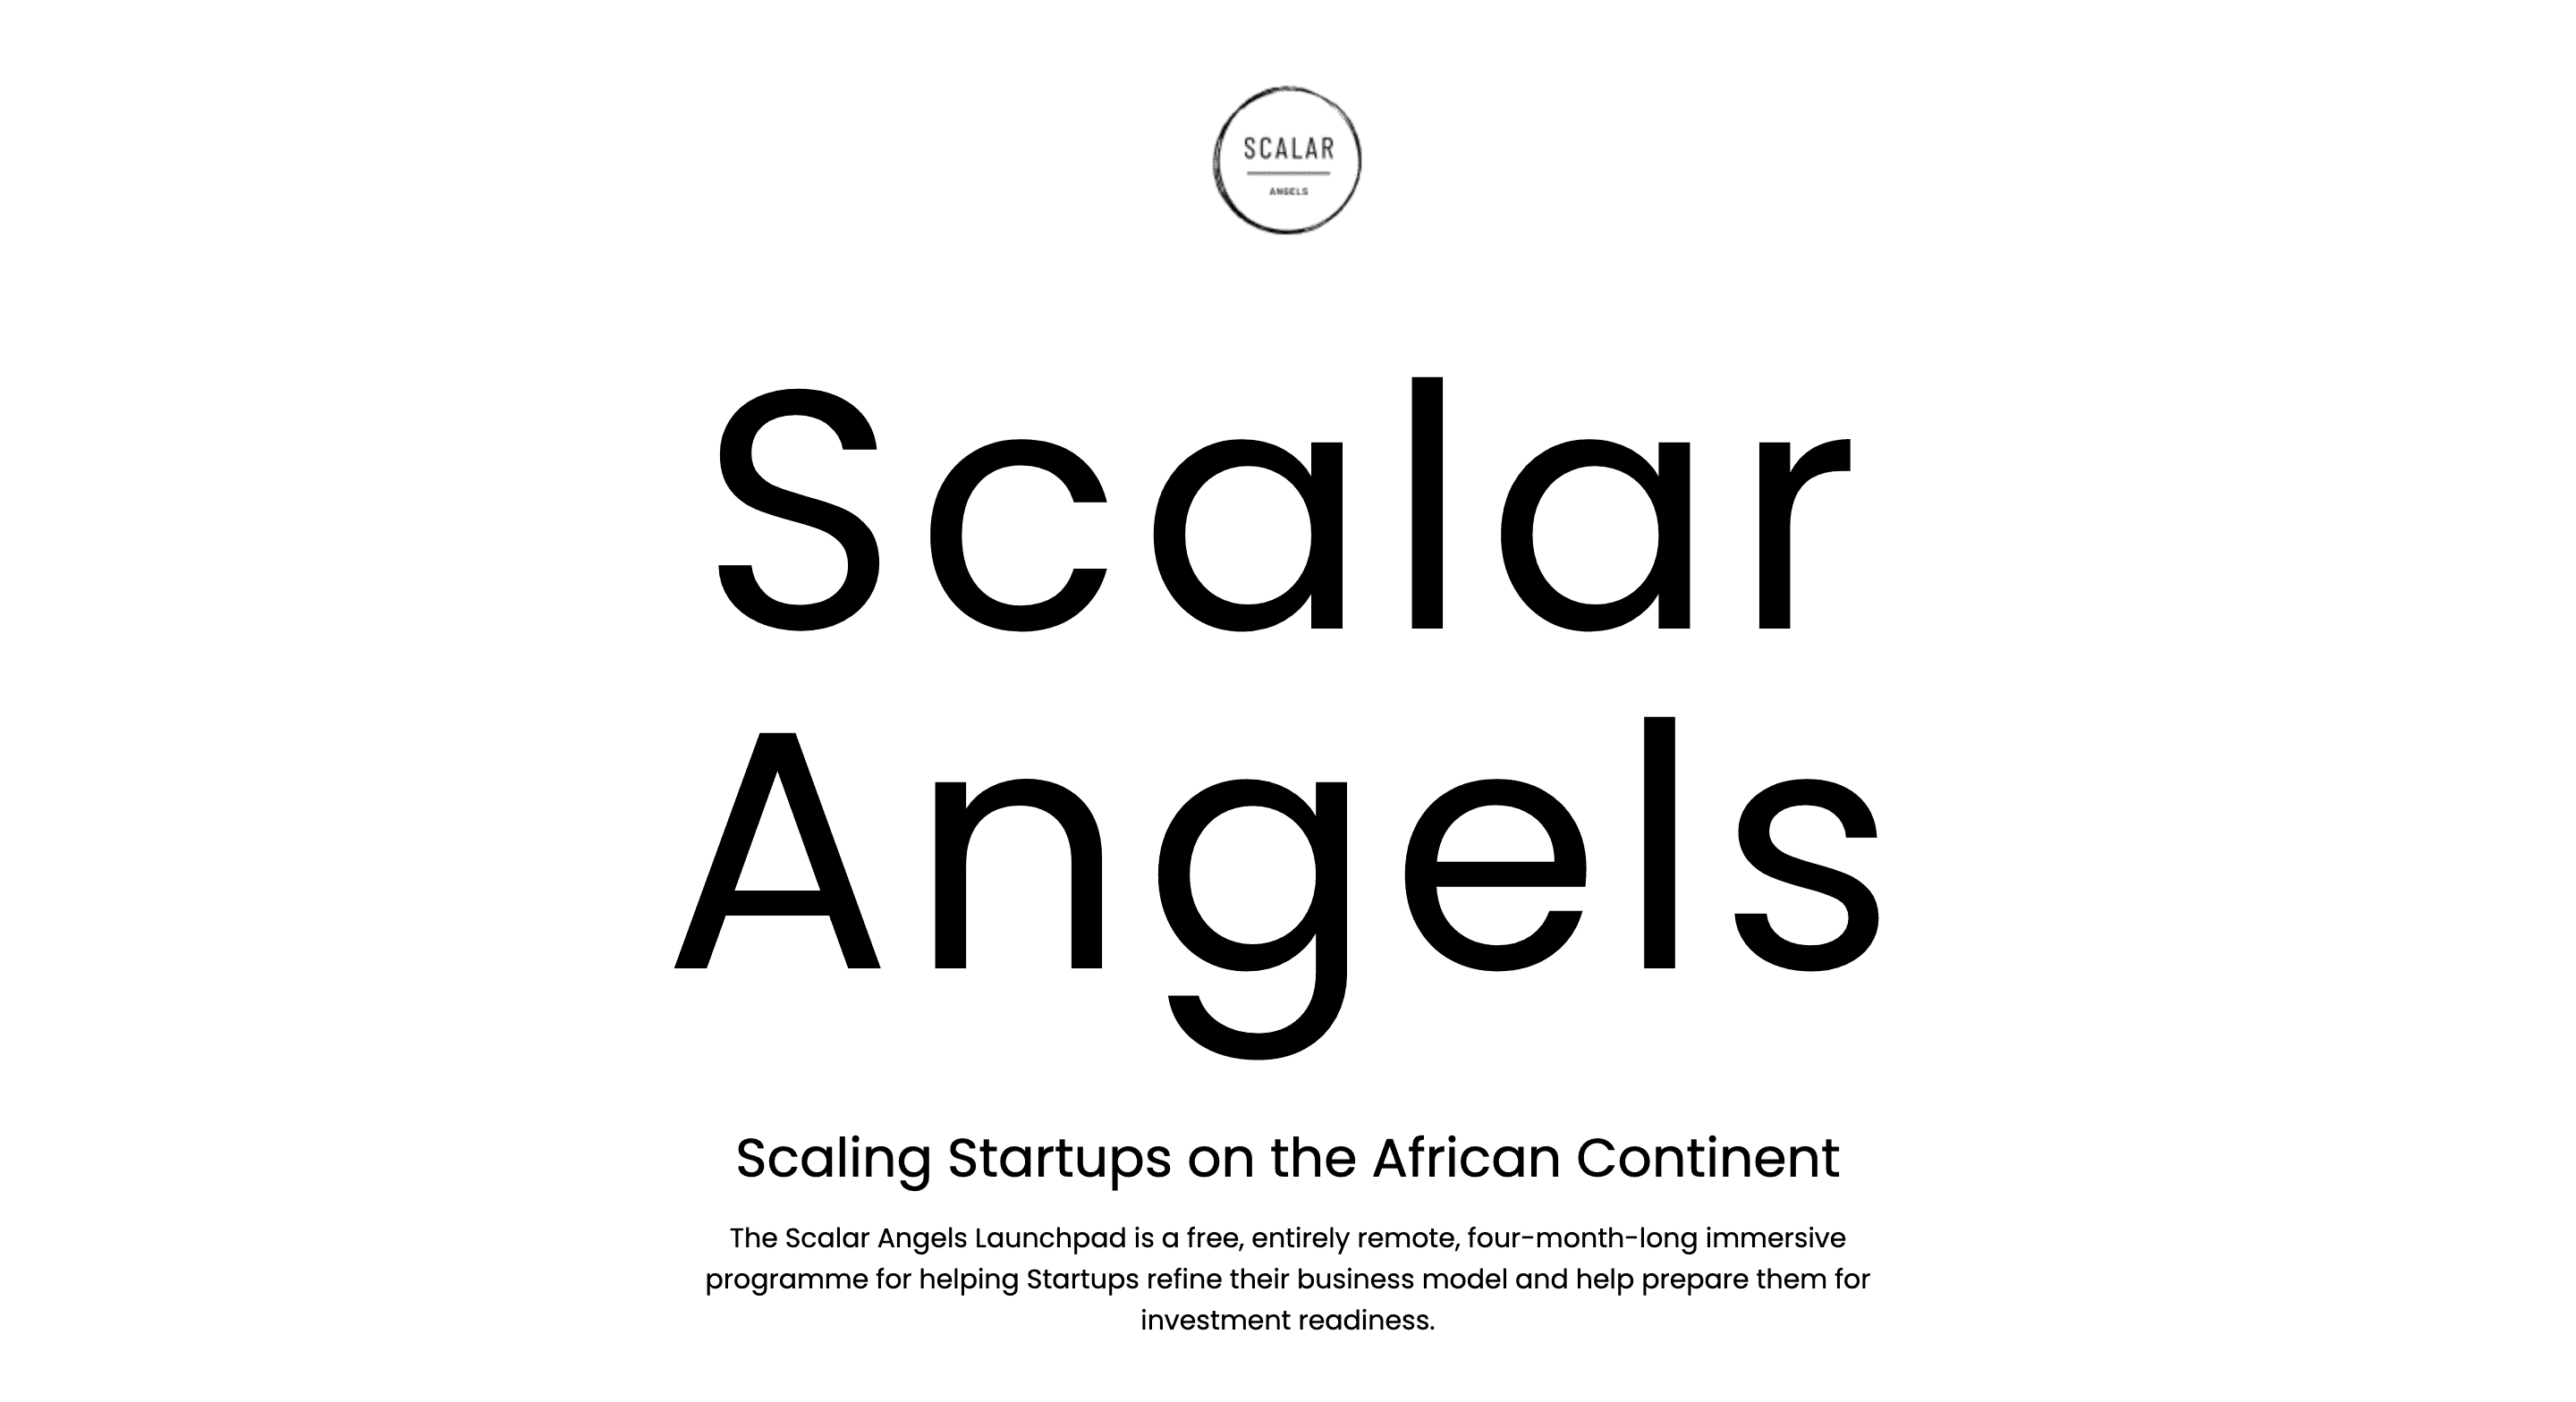 SCALAR
ANGELS
Scalar
Angels
Scaling Startups on the African Continent
The Scalar Angels Launchpad is a free, entirely remote, four-month-long immersive
programme for helping Startups refine their business model and help prepare them for
investment readiness.